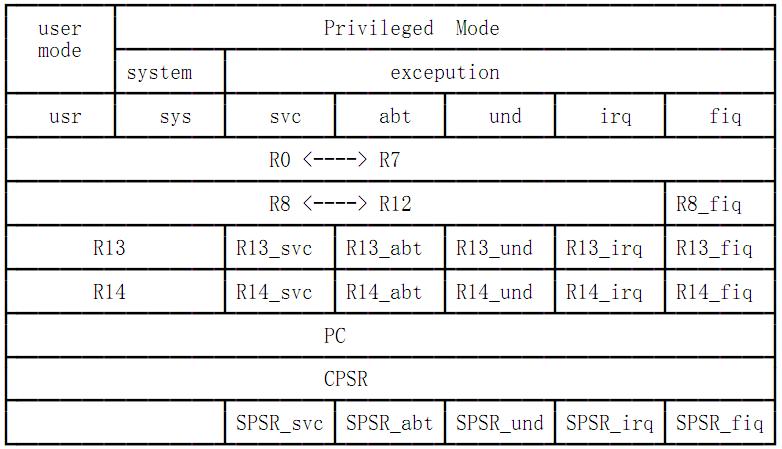 user mode Privileged Mode
system excepution
usr sys svc abt und irq fiq
R0 <----> R7
R8 <----> R12 R8_fiq
R13 R13_svc R13_abt R13_und R13_irq R13_fiq
R14 R14_svc R14_abt R14_und R14_irq R14_fiq
PC
CPSR
SPSR_svc SPSR_abt SPSR_und SPSR_irq SPSR_fiq